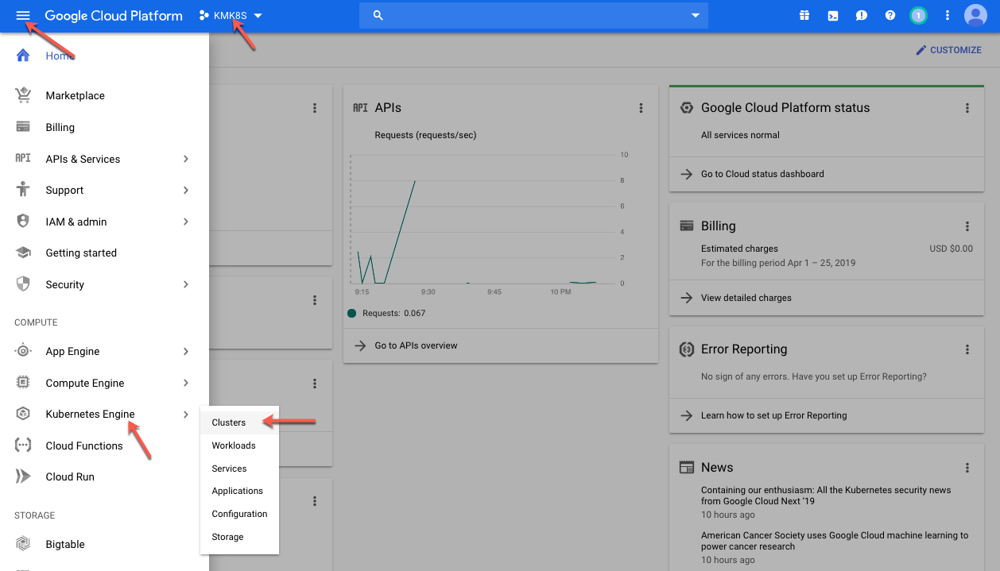 Google Cloud Platform
KMK8S
1
Home
CUSTOMIZE
Marketplace
Billing
API APIs & Services
Support
IAM & admin
Getting started
Security
COMPUTE
App Engine
Compute Engine
Kubernetes Engine
Cloud Functions
Cloud Run
STORAGE
Bigtable
Clusters
Workloads
Services
Applications
Configuration
Storage
API APIs
Requests (requests/sec)
10
8
6
4
2
0
9:15 9:30 9:45 10 PM
Requests: 0.067
Go to APIs overview
Google Cloud Platform status
All services normal
Go to Cloud status dashboard
Billing
Estimated charges USD $0.00
For the billing period Apr 1 – 25, 2019
View detailed charges
Error Reporting
No sign of any errors. Have you set up Error Reporting?
Learn how to set up Error Reporting
News
Containing our enthusiasm: All the Kubernetes security news
from Google Cloud Next ‘19
10 hours ago
American Cancer Society uses Google Cloud machine learning to
power cancer research
10 hours ago